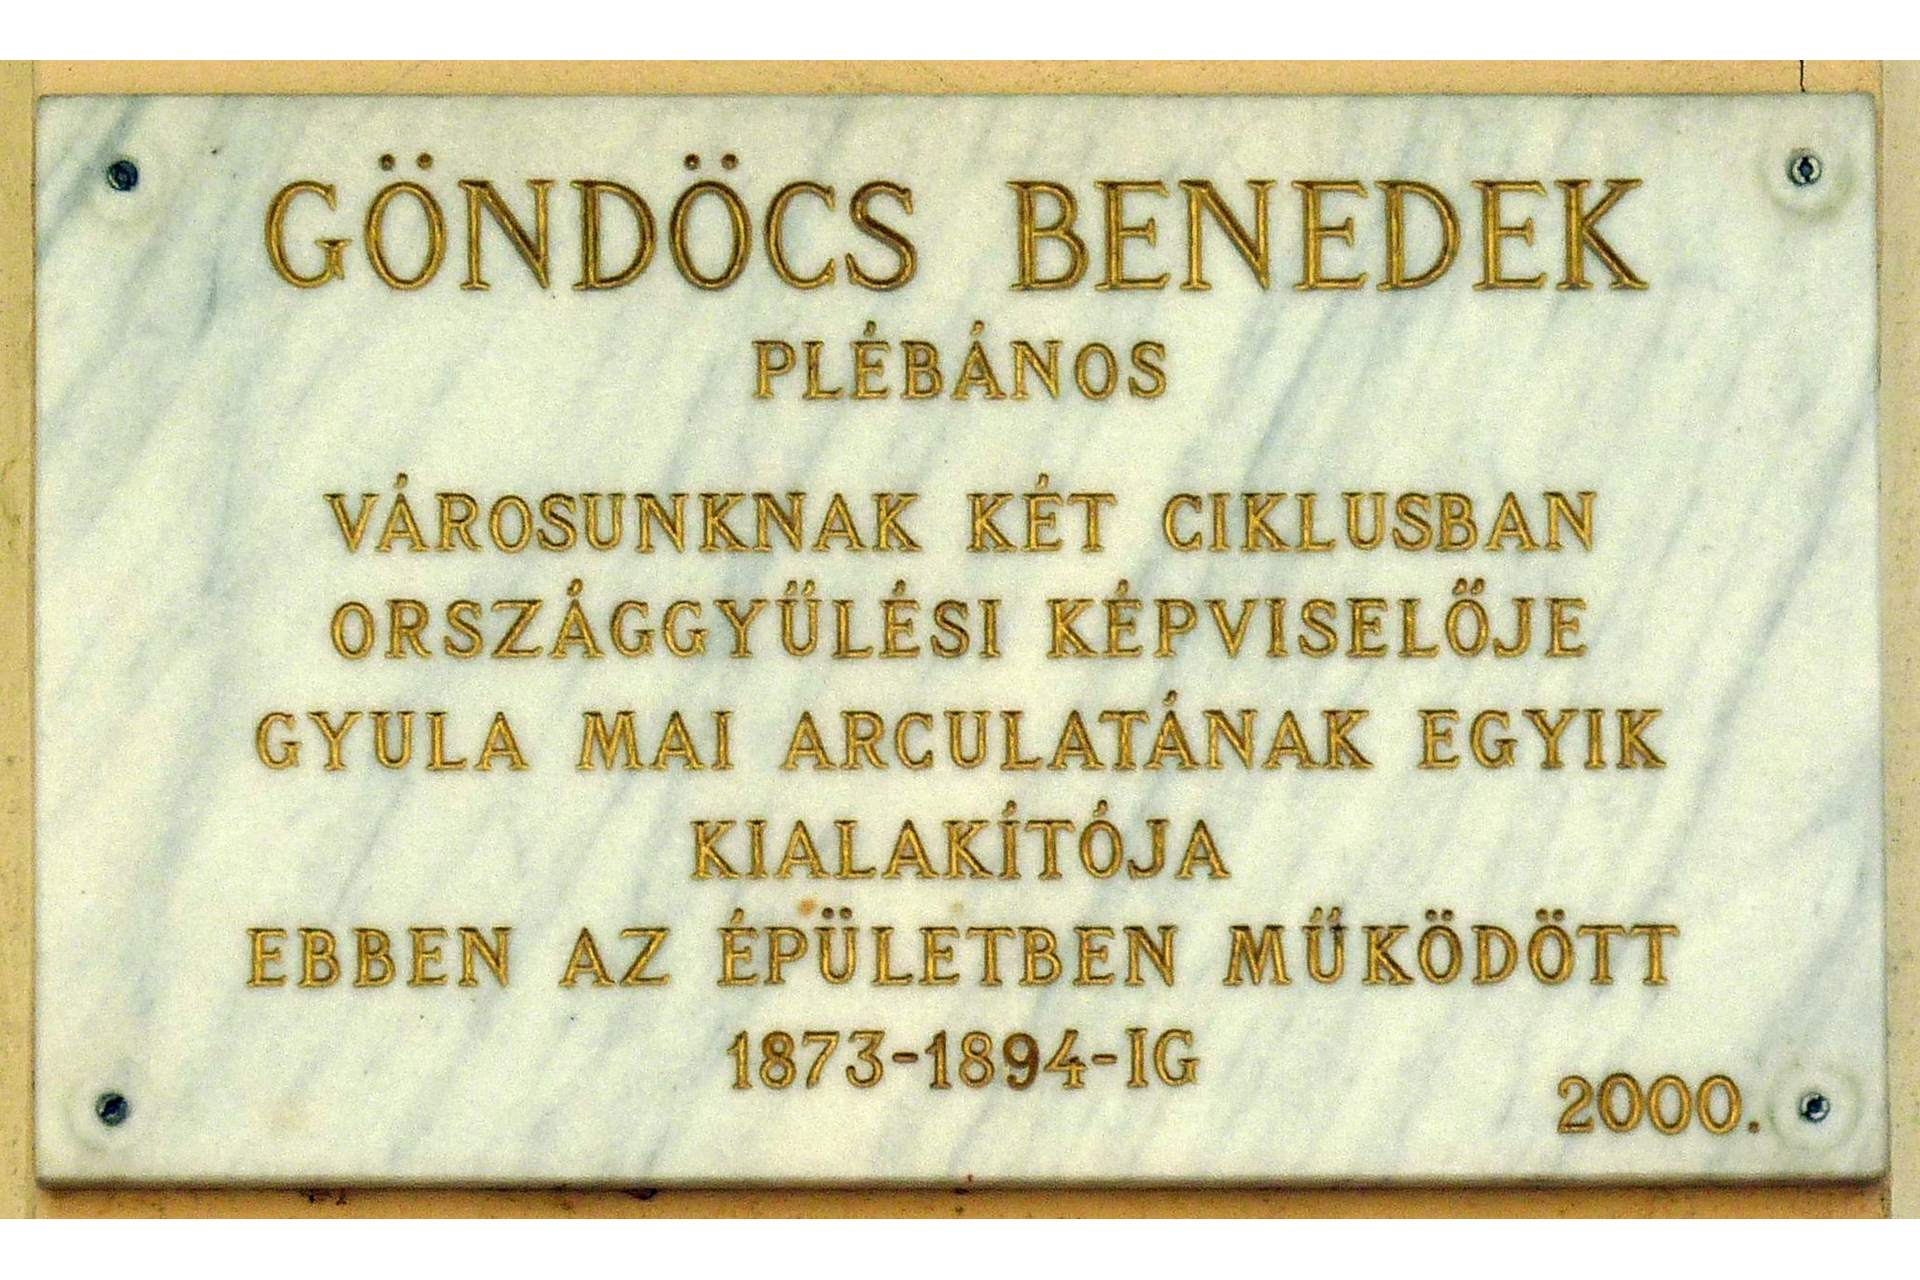 GÖNDÖCS BENEDEK
PLÉBÁNOS
VÁROSUNKNAK KÉT CIKLUSBAN
ORSZÁGGYŰLÉSI KÉPVISELŐJE
GYULA MAI ARCULATÁNAK EGYIK
KIALAKÍTÓJA
EBBEN AZ ÉPÜLETBEN MŰKÖDÖTT
1873-1894-IG
2000.